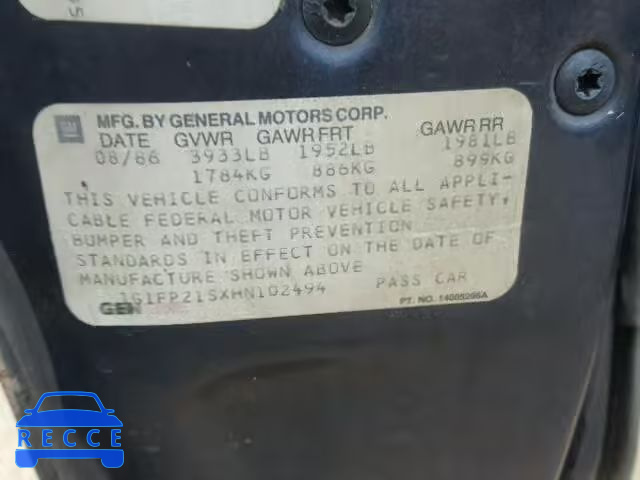 GM
MFG. BY GENERAL MOTORS CORP.
DATE GVWR GAWR FRT GAWR RR
08/86 3933LB 1952LB 1981LB
1784KG 886KG 899KG
THIS VEHICLE CONFORMS TO ALL APPLI-
CABLE FEDERAL MOTOR VEHICLE SAFETY,
BUMPER AND THEFT PREVENTION
STANDARDS IN EFFECT ON THE DATE OF
MANUFACTURE SHOWN ABOVE
1G1FP21SXHN102494 PASS CAR
GEN
PT. NO.
RECCE